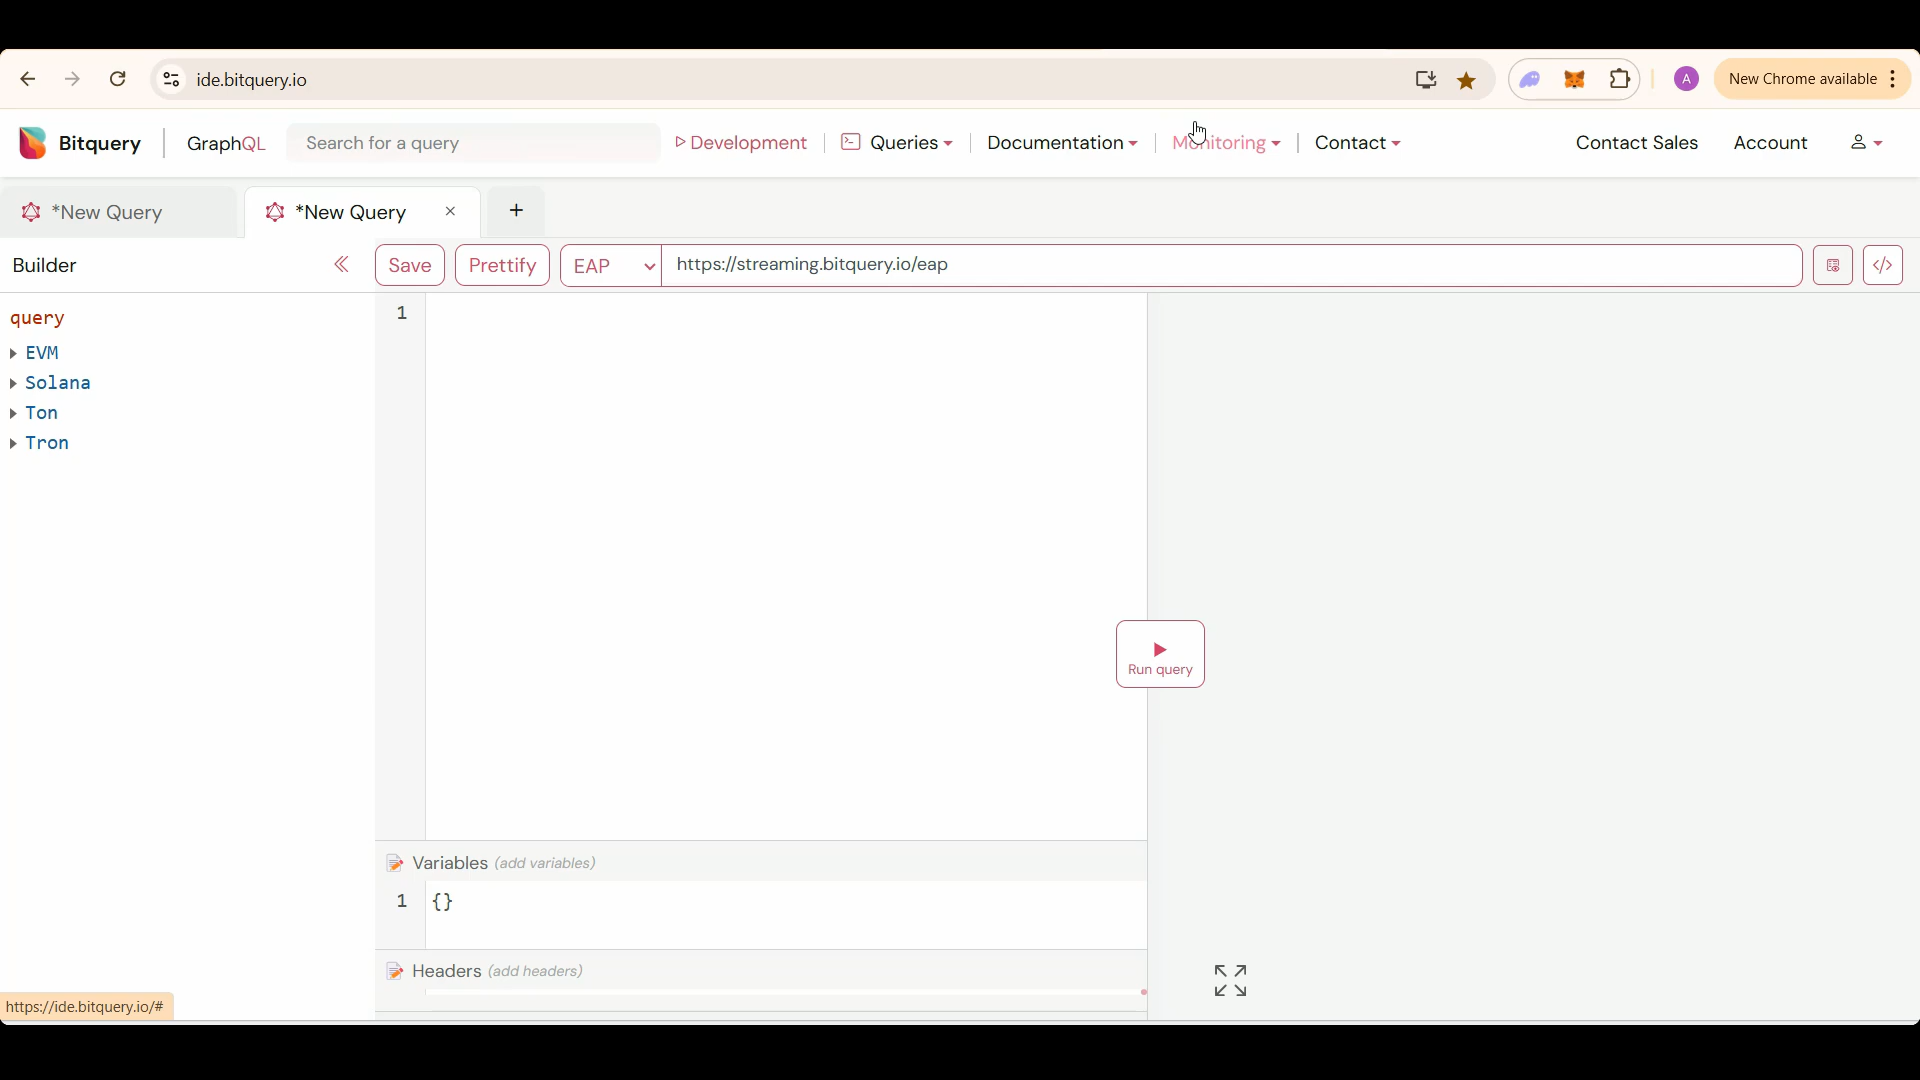 ide.bitquery.io
A
New Chrome available
Bitquery
GraphQL
Search for a query
Development
Queries
Documentation
Monitoring
Contact
Contact Sales
Account
*New Query
*New Query
+
Builder
Save
Prettify
EAP
https://streaming.bitquery.io/eap
query
EVM
Solana
Ton
Tron
1
Run query
Variables (add variables)
1 {}
Headers (add headers)
https://ide.bitquery.io/#